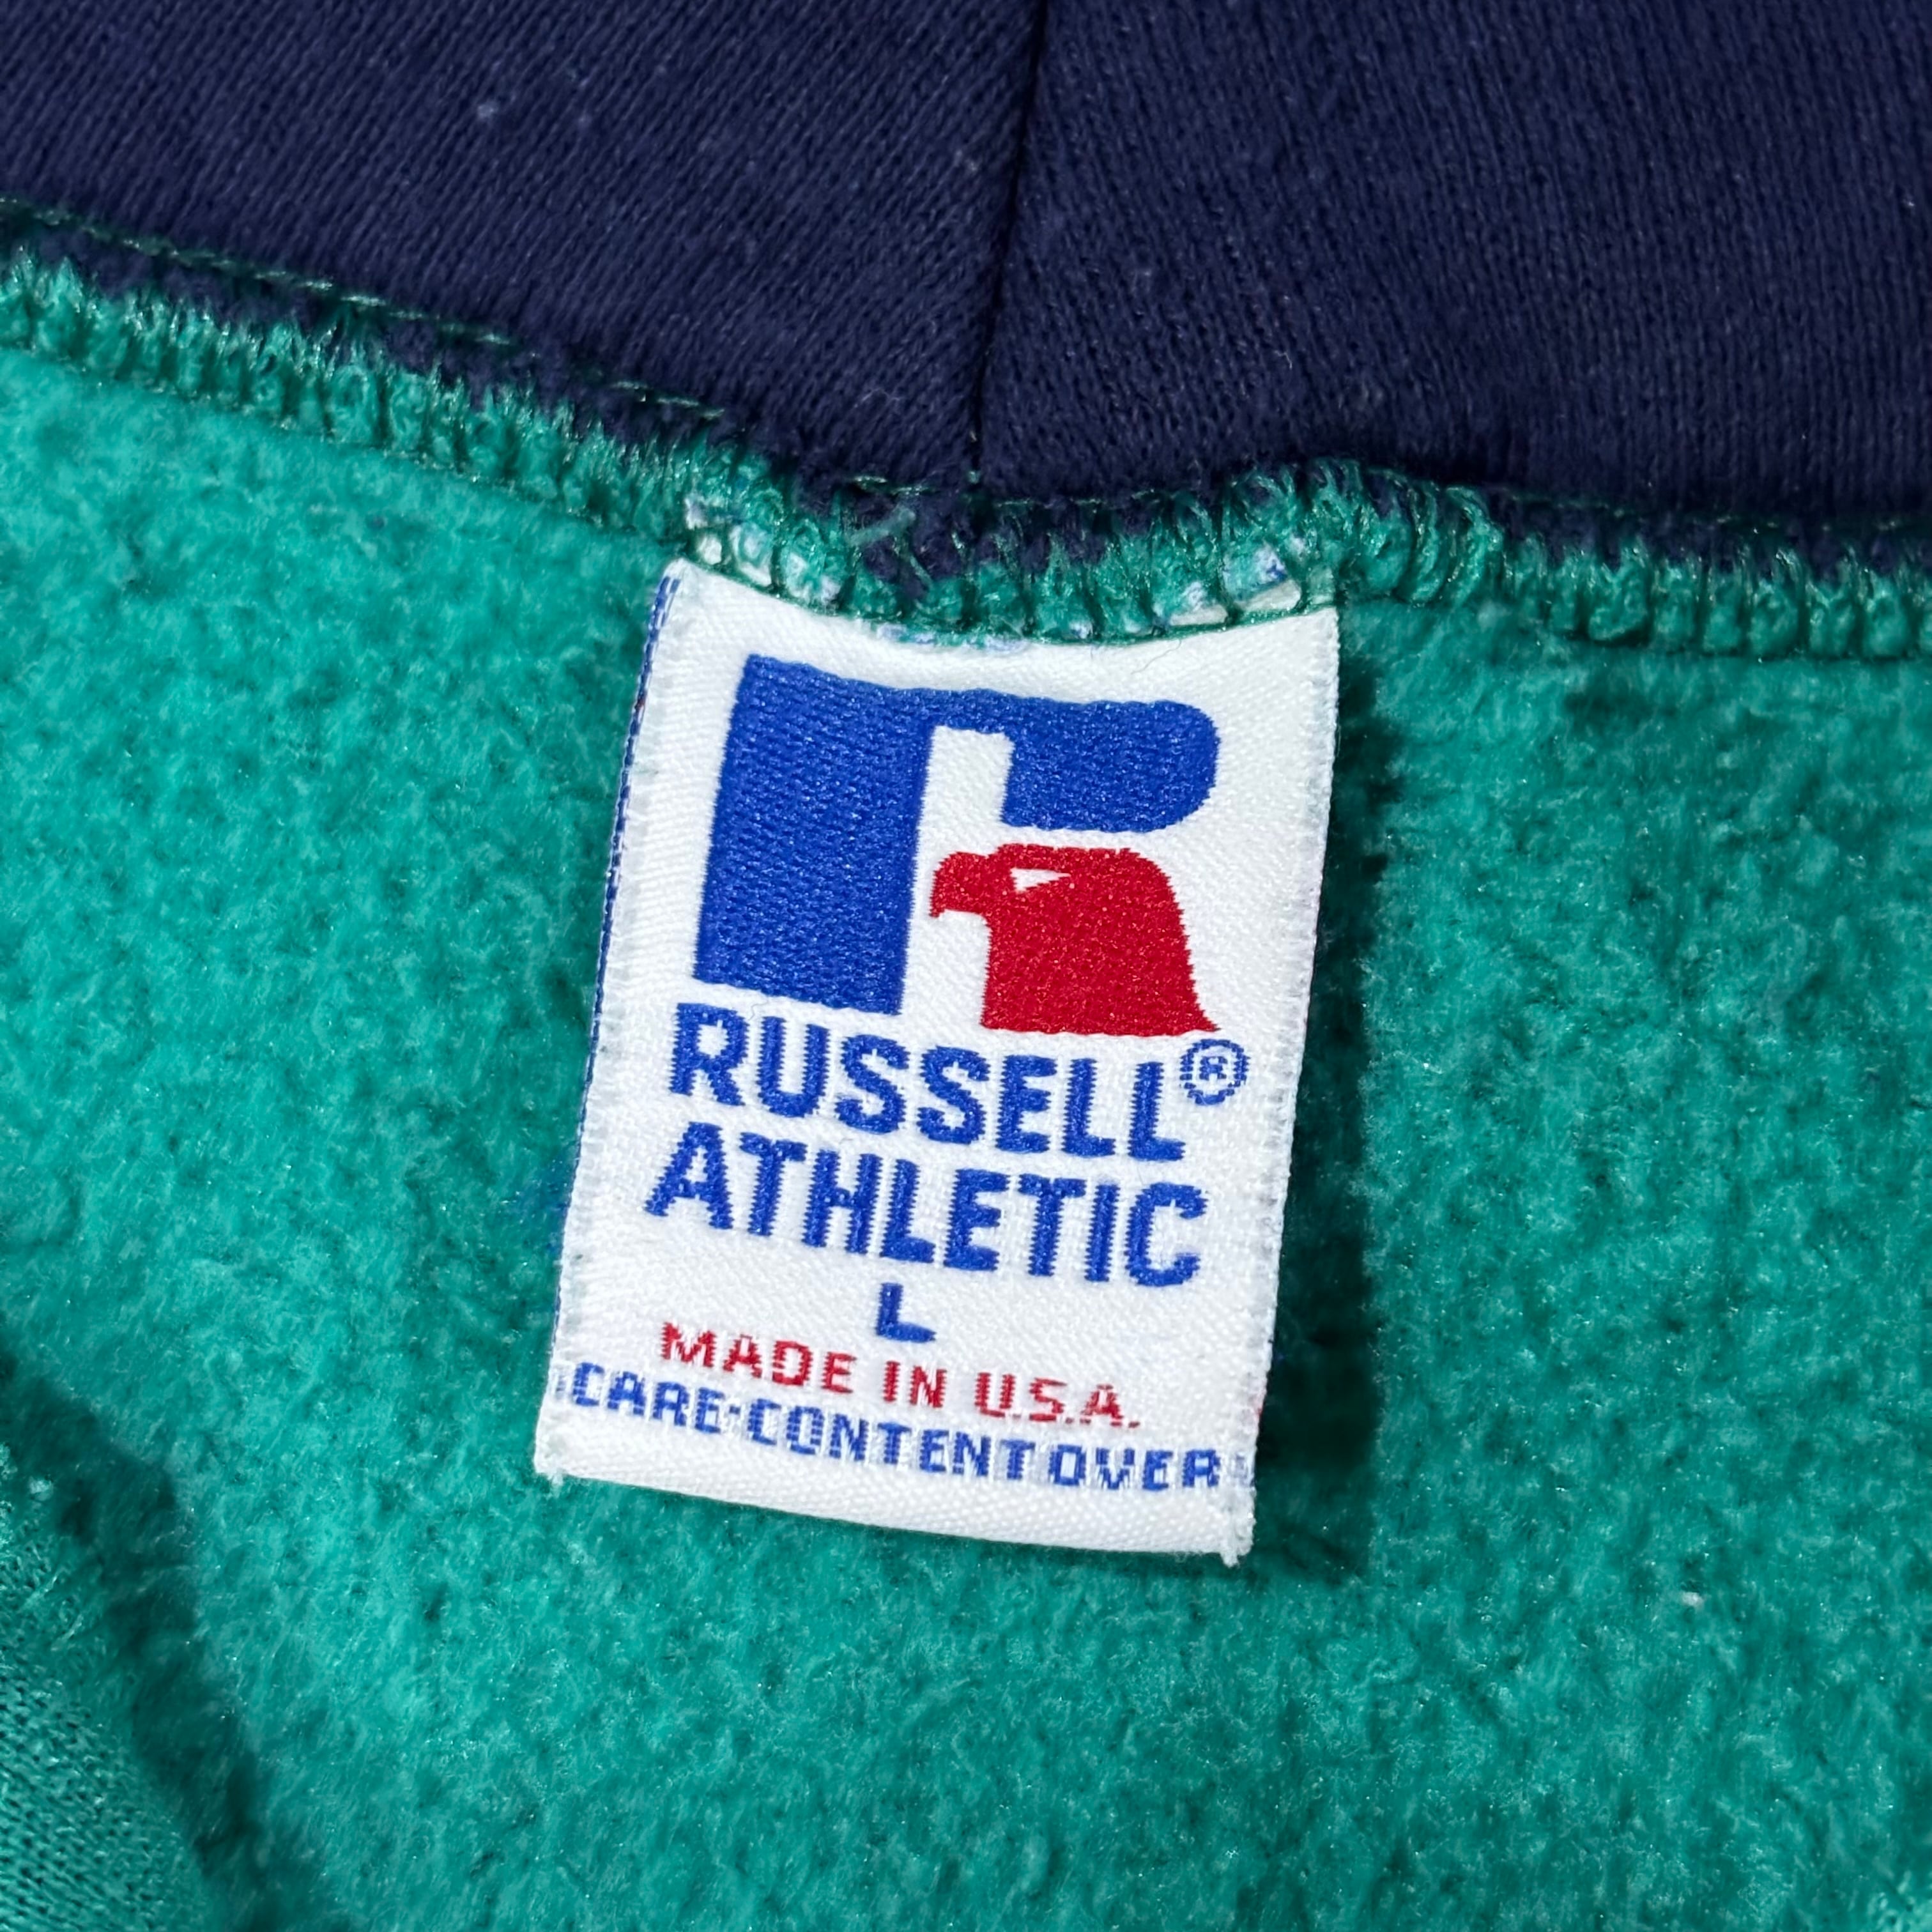 RUSSELL®
ATHLETIC
L
MADE IN U.S.A.
CARE-CONTENT OVER